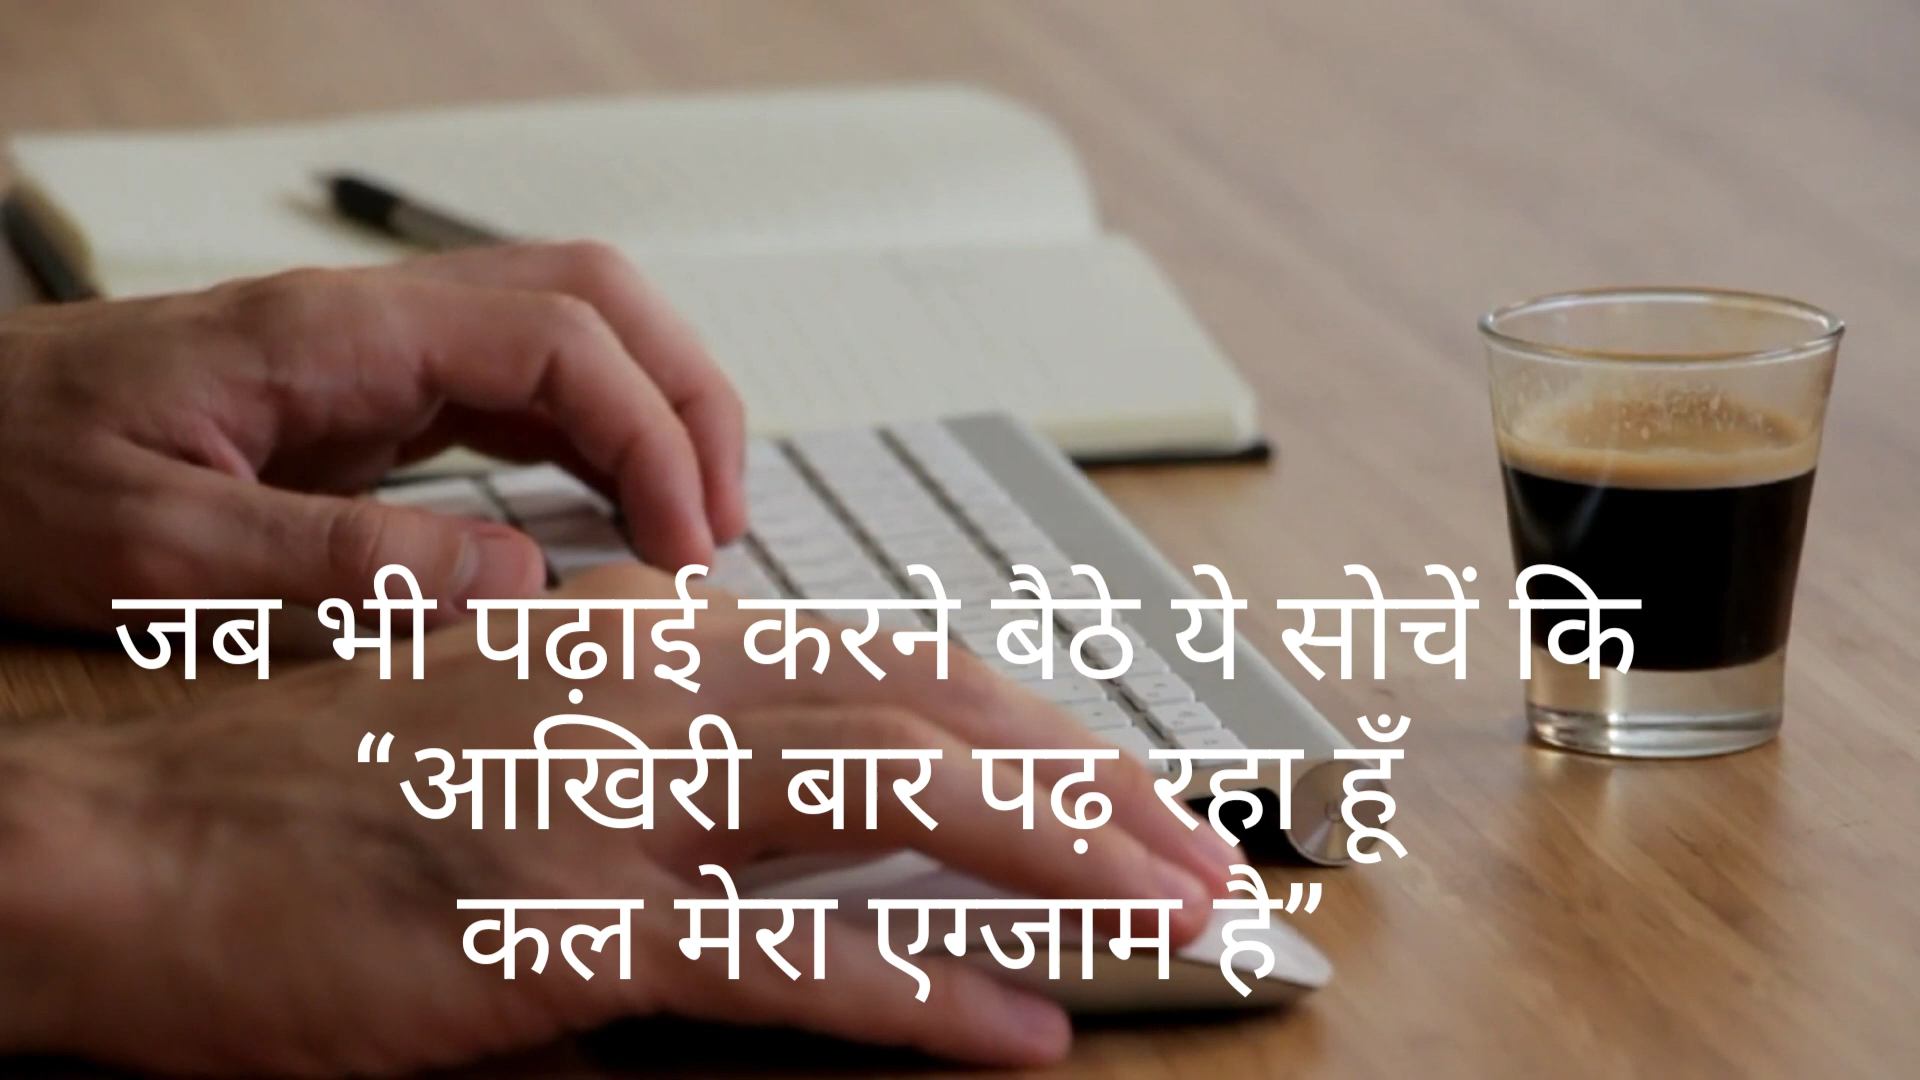 जब भी पढ़ाई करने बैठे ये सोचें कि
“आखिरी बार पढ़ रहा हूँ
कल मेरा एग्जाम है”